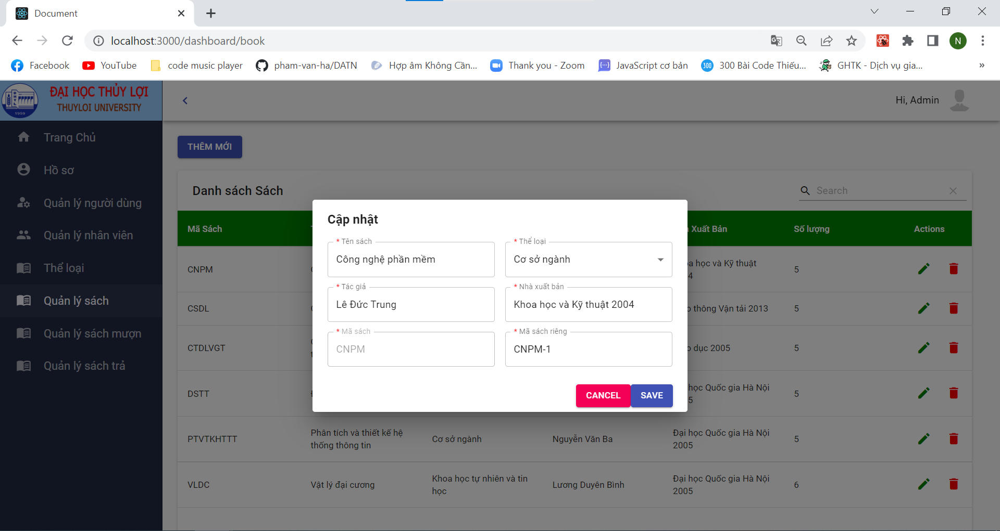 Document
localhost:3000/dashboard/book
N
Facebook
YouTube
code music player
pham-van-ha/DATN
Hợp âm Không Cần...
Thank you - Zoom
JavaScript cơ bản
300
300 Bài Code Thiếu...
GHTK - Dịch vụ gia...
»
ĐẠI HỌC THỦY LỢI
THUYLOI UNIVERSITY
1959
Hi, Admin
Trang Chủ
Hồ sơ
Quản lý người dùng
Quản lý nhân viên
Thể loại
Quản lý sách
Quản lý sách mượn
Quản lý sách trả
THÊM MỚI
Danh sách Sách
Search
Mã Sách
Xuất Bản
Số lượng
Actions
CNPM
học và Kỹ thuật
4
5
CSDL
thông Vận tải 2013
5
CTDLVGT
dục 2005
5
DSTT
học Quốc gia Hà Nội
5
5
PTVTKHTTT
Phân tích và thiết kế hệ
thống thông tin
Cơ sở ngành
Nguyễn Văn Ba
Đại học Quốc gia Hà Nội
2005
5
VLDC
Vật lý đại cương
Khoa học tự nhiên và tin
học
Lương Duyên Bình
Đại học Quốc gia Hà Nội
2005
6
Cập nhật
* Tên sách
Công nghệ phần mềm
* Thể loại
Cơ sở ngành
* Tác giả
Lê Đức Trung
* Nhà xuất bản
Khoa học và Kỹ thuật 2004
* Mã sách
CNPM
* Mã sách riêng
CNPM-1
CANCEL
SAVE